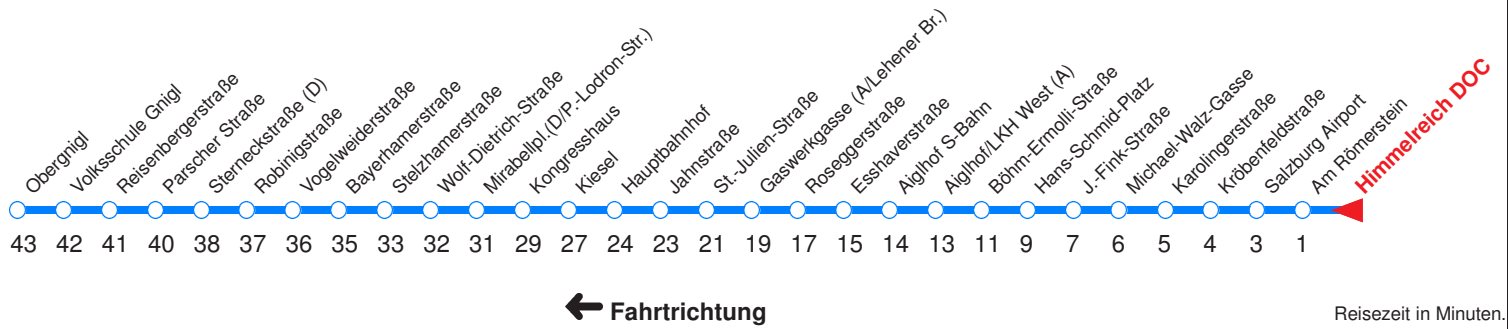 Obergnigl
Volksschule Gnigl
Reisenbergerstraße
Parscher Straße
Sterneckstraße (D)
Robinigstraße
Vogelweiderstraße
Bayerhamerstraße
Stelzhamerstraße
Wolf-Dietrich-Straße
Mirabellpl.(D/P.-Lodron-Str.)
Kongresshaus
Kiesel
Hauptbahnhof
Jahnstraße
St.-Julien-Straße
Gaswerkgasse (A/Lehener Br.)
Roseggerstraße
Esshaverstraße
Aiglhof S-Bahn
Aiglhof/LKH West (A)
Böhm-Ermolli-Straße
Hans-Schmid-Platz
J.-Fink-Straße
Michael-Walz-Gasse
Karolingerstraße
Kröbenfeldstraße
Salzburg Airport
Am Römerstein
Himmelreich DOC
43 42 41 40 38 37 36 35 33 32 31 29 27 24 23 21 19 17 15 14 13 11 9 7 6 5 4 3 1
Fahrtrichtung
Reisezeit in Minuten.